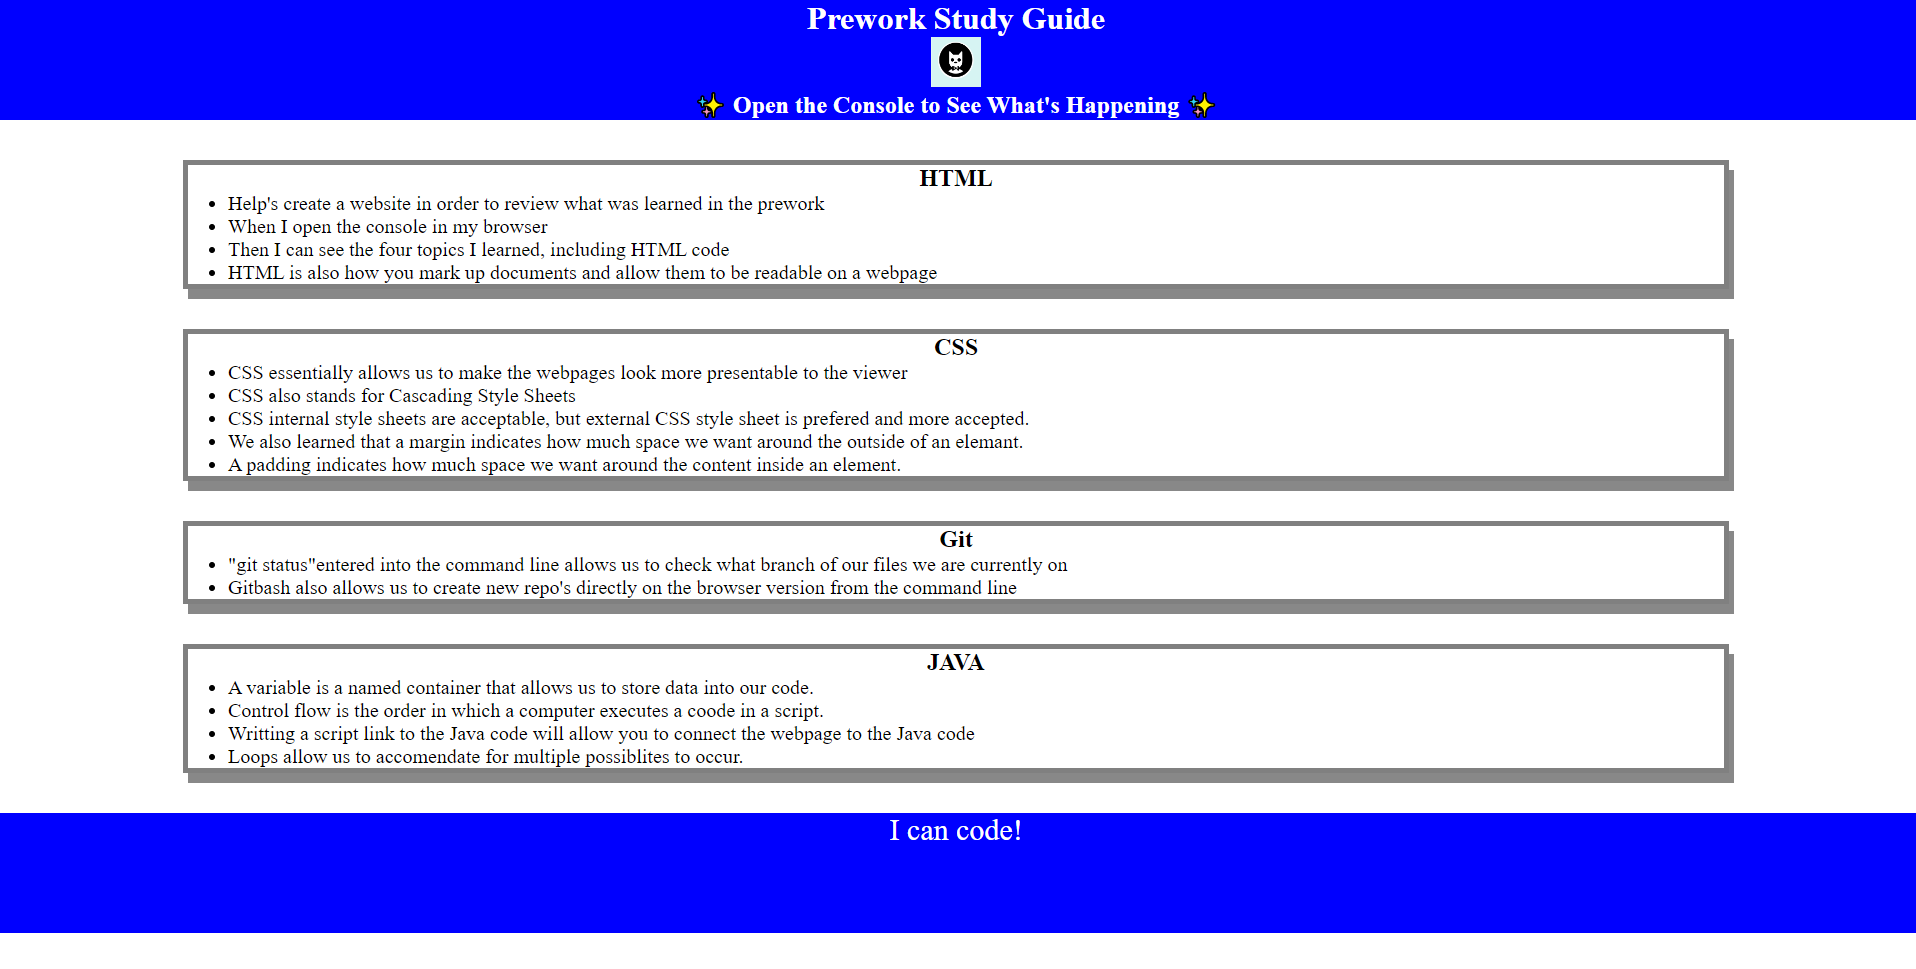 Prework Study Guide
✨ Open the Console to See What's Happening ✨
HTML
Help's create a website in order to review what was learned in the prework
When I open the console in my browser
Then I can see the four topics I learned, including HTML code
HTML is also how you mark up documents and allow them to be readable on a webpage
CSS
CSS essentially allows us to make the webpages look more presentable to the viewer
CSS also stands for Cascading Style Sheets
CSS internal style sheets are acceptable, but external CSS style sheet is prefered and more accepted.
We also learned that a margin indicates how much space we want around the outside of an elemant.
A padding indicates how much space we want around the content inside an element.
Git
"git status"entered into the command line allows us to check what branch of our files we are currently on
Gitbash also allows us to create new repo's directly on the browser version from the command line
JAVA
A variable is a named container that allows us to store data into our code.
Control flow is the order in which a computer executes a coode in a script.
Writting a script link to the Java code will allow you to connect the webpage to the Java code
Loops allow us to accomendate for multiple possiblites to occur.
I can code!